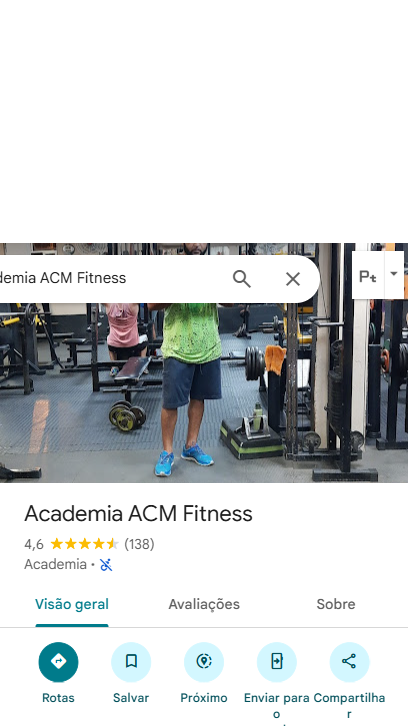 demia ACM Fitness
Pt
Academia ACM Fitness
4,6 (138)
Academia ·
Visão geral
Avaliações
Sobre
Rotas
Salvar
Próximo
Enviar para
o
Compartilha
r